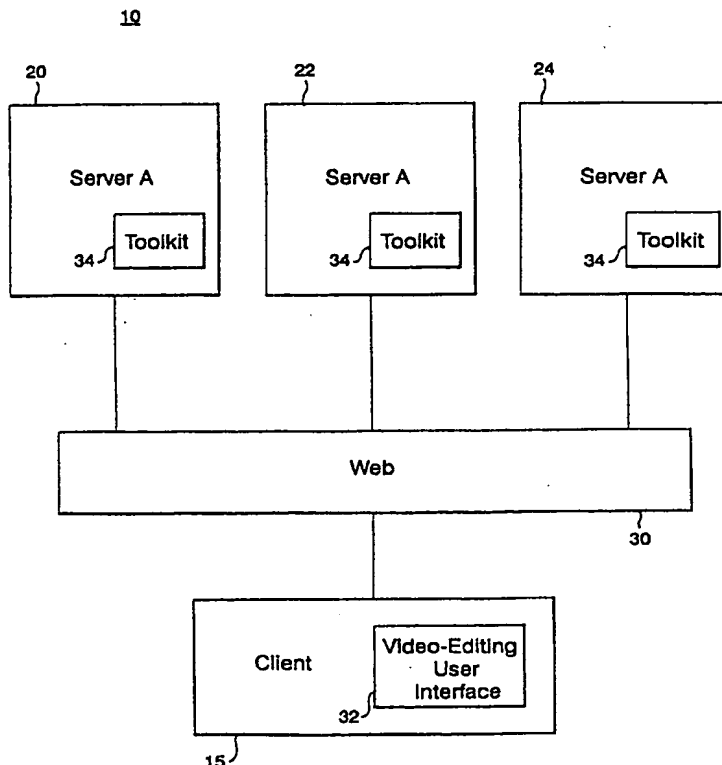 10
20
22
24
Server A
Server A
Server A
Toolkit
Toolkit
Toolkit
34
34
34
Web
30
Client
Video-Editing
User
Interface
32
15